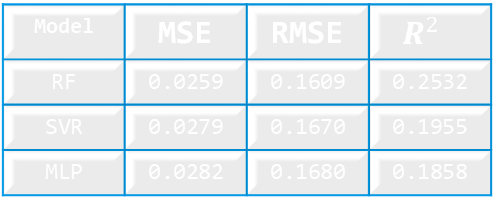 Model MSE RMSE R²
RF 0.0259 0.1609 0.2532
SVR 0.0279 0.1670 0.1955
MLP 0.0282 0.1680 0.1858